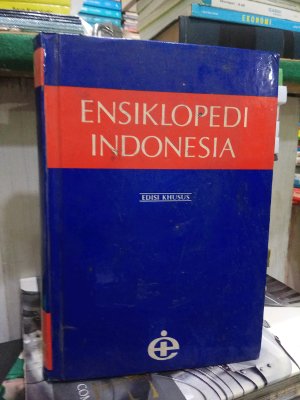 EKONOMI
ENSIKLOPEDI
INDONESIA
EDISI KHUSUS